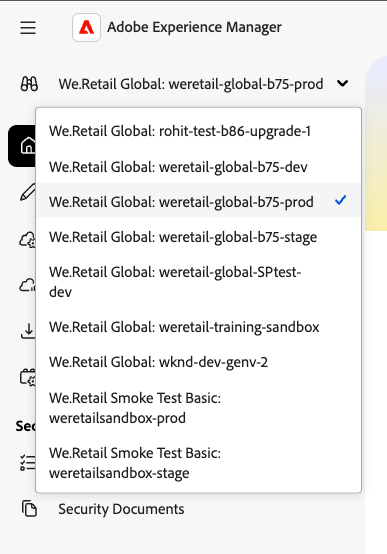 Adobe Experience Manager
We.Retail Global: weretail-global-b75-prod
We.Retail Global: rohit-test-b86-upgrade-1
We.Retail Global: weretail-global-b75-dev
We.Retail Global: weretail-global-b75-prod
We.Retail Global: weretail-global-b75-stage
We.Retail Global: weretail-global-SPtest-
dev
We.Retail Global: weretail-training-sandbox
We.Retail Global: wknd-dev-genv-2
We.Retail Smoke Test Basic:
weretailsandbox-prod
We.Retail Smoke Test Basic:
weretailsandbox-stage
Security Documents